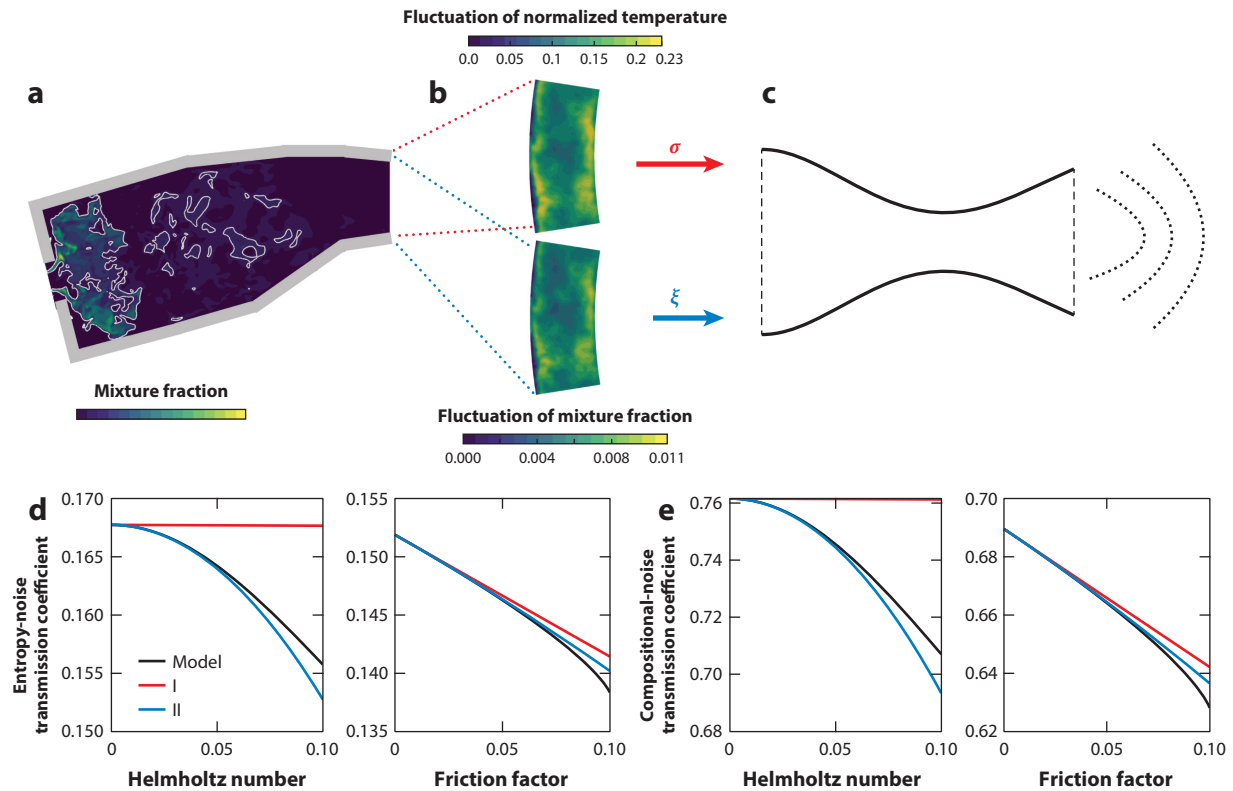 Fluctuation of normalized temperature
0.0 0.05 0.1 0.15 0.2 0.23
a
b
c
σ
ξ
Mixture fraction
Fluctuation of mixture fraction
0.000 0.004 0.008 0.011
d
Entropy-noise
transmission coefficient
0.170
0.165
0.160
0.155
0.150
Model
I
II
0 0.05 0.10
Helmholtz number
0.155
0.150
0.145
0.140
0.135
0 0.05 0.10
Friction factor
e
Compositional-noise
transmission coefficient
0.76
0.74
0.72
0.70
0.68
0 0.05 0.10
Helmholtz number
0.70
0.68
0.66
0.64
0.62
0 0.05 0.10
Friction factor